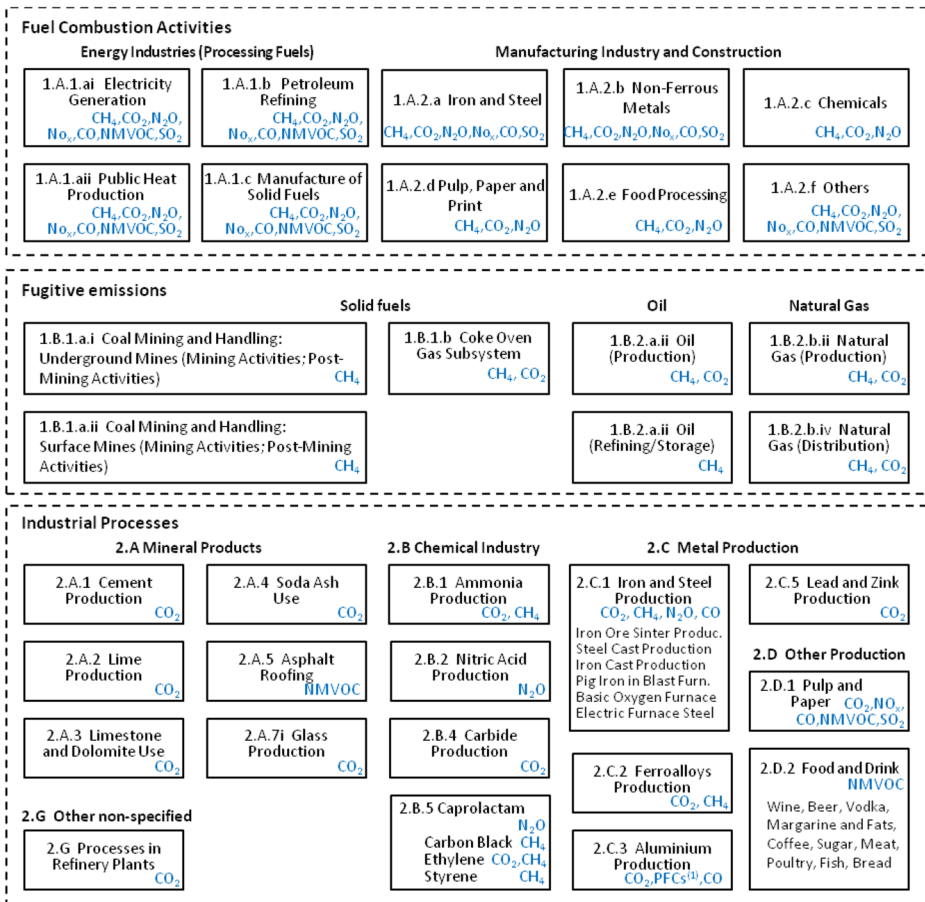 Fuel Combustion Activities
Energy Industries (Processing Fuels)
Manufacturing Industry and Construction
1.A.1.ai Electricity
Generation
CH₄,CO₂,N₂O,
Noₓ,CO,NMVOC,SO₂
1.A.1.b Petroleum
Refining
CH₄,CO₂,N₂O,
Noₓ,CO,NMVOC,SO₂
1.A.2.a Iron and Steel
CH₄,CO₂,N₂O,Noₓ,CO,SO₂
1.A.2.b Non-Ferrous
Metals
CH₄,CO₂,N₂O,Noₓ,CO,SO₂
1.A.2.c Chemicals
CH₄,CO₂,N₂O
1.A.1.aii Public Heat
Production
CH₄,CO₂,N₂O,
Noₓ,CO,NMVOC,SO₂
1.A.1.c Manufacture of
Solid Fuels
CH₄,CO₂,N₂O,
Noₓ,CO,NMVOC,SO₂
1.A.2.d Pulp, Paper and
Print
CH₄,CO₂,N₂O
1.A.2.e Food Processing
CH₄,CO₂,N₂O
1.A.2.f Others
CH₄,CO₂,N₂O,
Noₓ,CO,NMVOC,SO₂
Fugitive emissions
Solid fuels
Oil
Natural Gas
1.B.1.a.i Coal Mining and Handling:
Underground Mines (Mining Activities; Post-
Mining Activities)
CH₄
1.B.1.b Coke Oven
Gas Subsystem
CH₄, CO₂
1.B.2.a.ii Oil
(Production)
CH₄, CO₂
1.B.2.b.ii Natural
Gas (Production)
CH₄, CO₂
1.B.1.a.ii Coal Mining and Handling:
Surface Mines (Mining Activities; Post-Mining
Activities)
CH₄
1.B.2.a.ii Oil
(Refining/Storage)
CH₄
1.B.2.b.iv Natural
Gas (Distribution)
CH₄, CO₂
Industrial Processes
2.A Mineral Products
2.B Chemical Industry
2.C Metal Production
2.A.1 Cement
Production
CO₂
2.A.4 Soda Ash
Use
CO₂
2.B.1 Ammonia
Production
CO₂, CH₄
2.C.1 Iron and Steel
Production
CO₂, CH₄, N₂O, CO
Iron Ore Sinter Produc.
Steel Cast Production
Iron Cast Production
Pig Iron in Blast Furn.
Basic Oxygen Furnace
Electric Furnace Steel
2.C.5 Lead and Zink
Production
CO₂
2.A.2 Lime
Production
CO₂
2.A.5 Asphalt
Roofing
NMVOC
2.B.2 Nitric Acid
Production
N₂O
2.D Other Production
2.D.1 Pulp and
Paper CO₂,NOₓ,
CO,NMVOC,SO₂
2.A.3 Limestone
and Dolomite Use
CO₂
2.A.7i Glass
Production
CO₂
2.B.4 Carbide
Production
CO₂
2.C.2 Ferroalloys
Production
CO₂, CH₄
2.D.2 Food and Drink
NMVOC
Wine, Beer, Vodka,
Margarine and Fats,
Coffee, Sugar, Meat,
Poultry, Fish, Bread
2.G Other non-specified
2.G Processes in
Refinery Plants
CO₂
2.B.5 Caprolactam
N₂O
Carbon Black CH₄
Ethylene CO₂,CH₄
Styrene CH₄
2.C.3 Aluminium
Production
CO₂,PFCs⁽¹⁾,CO